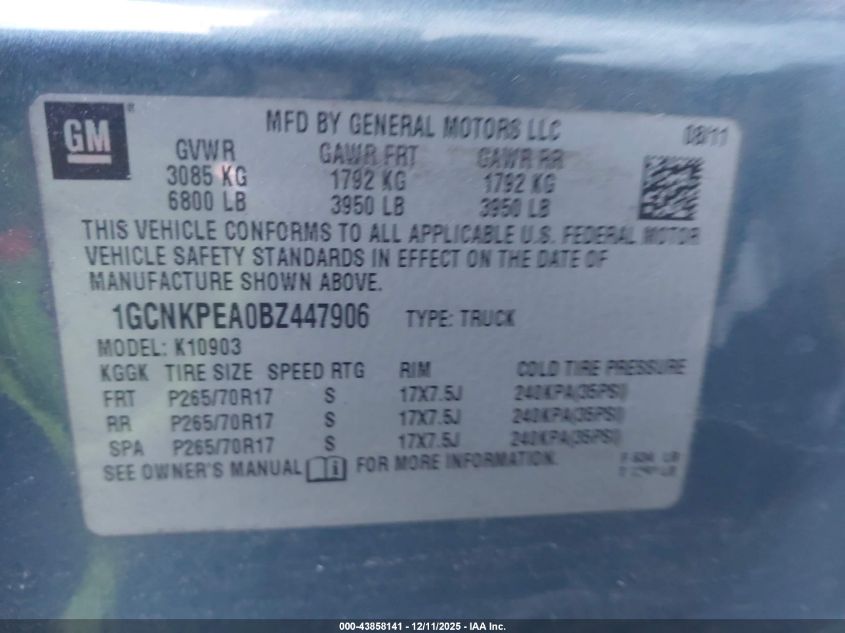 GM
MFD BY GENERAL MOTORS LLC 08/11
GVWR GAWR FRT GAWR RR
3085 KG 1792 KG 1792 KG
6800 LB 3950 LB 3950 LB
THIS VEHICLE CONFORMS TO ALL APPLICABLE U.S. FEDERAL MOTOR
VEHICLE SAFETY STANDARDS IN EFFECT ON THE DATE OF
MANUFACTURE SHOWN ABOVE.
1GCNKPEA0BZ447906 TYPE: TRUCK
MODEL: K10903
KGGK TIRE SIZE SPEED RTG RIM COLD TIRE PRESSURE
FRT P265/70R17 S 17X7.5J 240KPA(35PSI)
RR P265/70R17 S 17X7.5J 240KPA(35PSI)
SPA P265/70R17 S 17X7.5J 240KPA(35PSI)
SEE OWNER'S MANUAL FOR MORE INFORMATION.
000-43858141 - 12/11/2025 - IAA Inc.